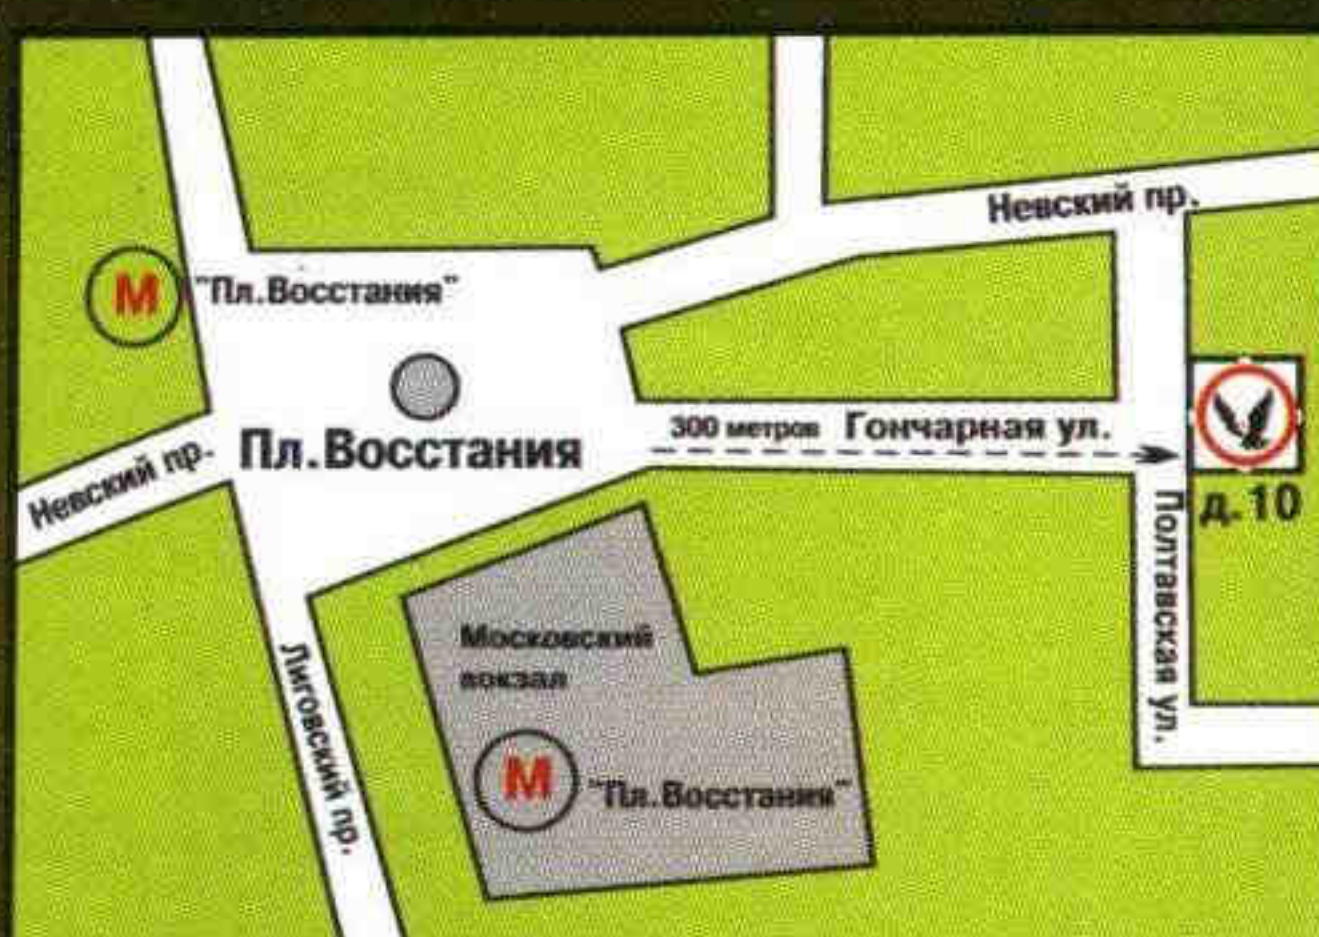 Невский пр.
М "Пл.Восстания"
300 метров Гончарная ул.
Пл.Восстания
Невский пр.
д.10
Полтавская ул.
Московский
вокзал
Лиговский пр.
М "Пл.Восстания"